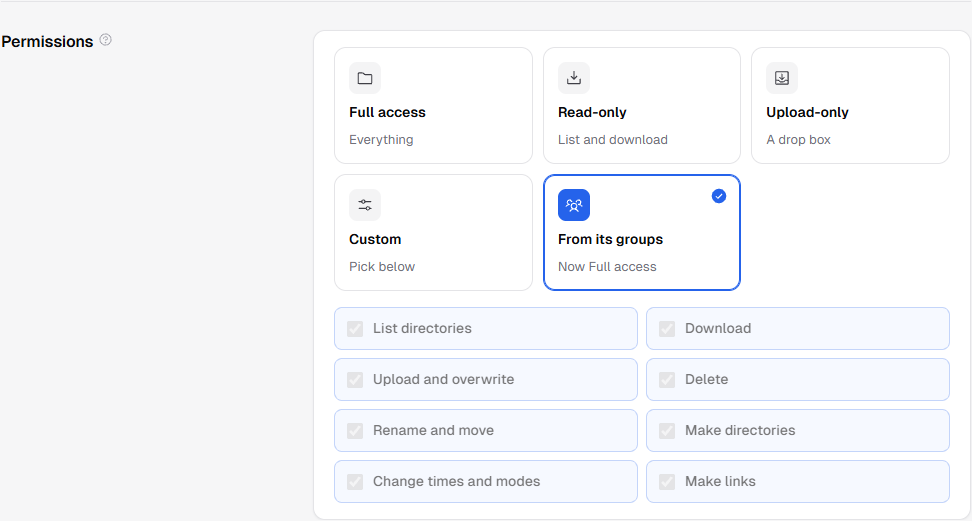 Permissions
Full access
Everything
Read-only
List and download
Upload-only
A drop box
Custom
Pick below
From its groups
Now Full access
List directories
Download
Upload and overwrite
Delete
Rename and move
Make directories
Change times and modes
Make links